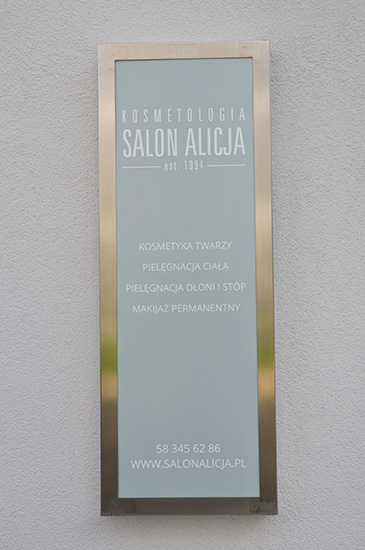 KOSMETOLOGIA
SALON ALICJA
est. 1994
KOSMETYKA TWARZY
PIELĘGNACJA CIAŁA
PIELĘGNACJA DŁONI I STÓP
MAKIJAŻ PERMANENTNY
58 345 62 86
WWW.SALONALICJA.PL